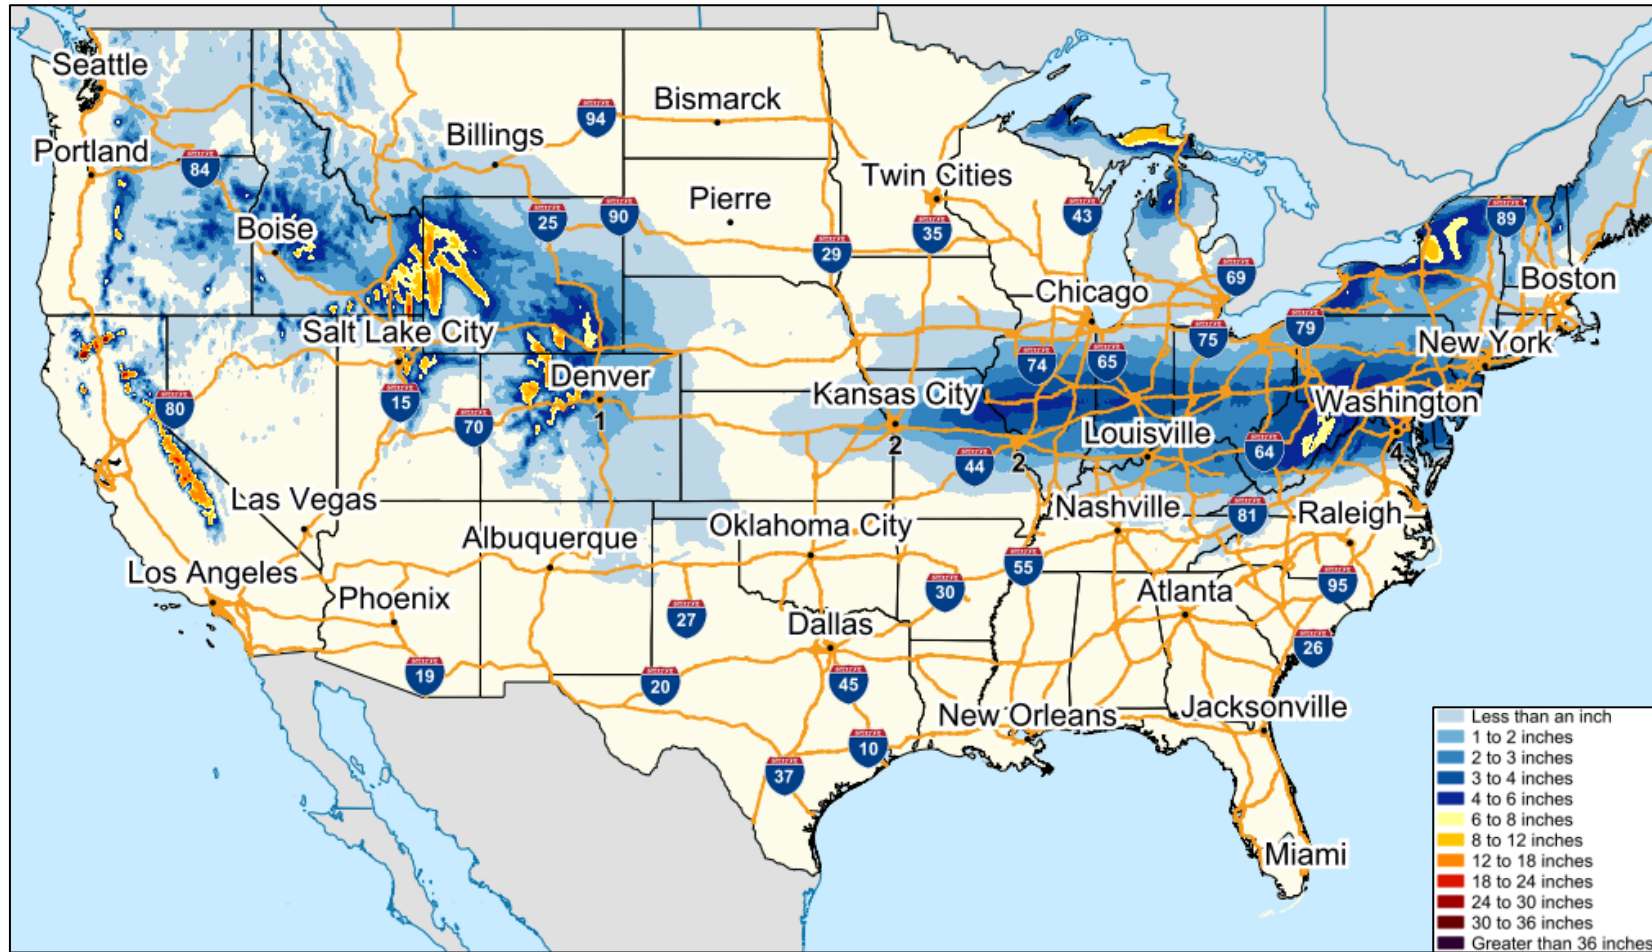 Seattle
Portland
84
Boise
Billings
94
Bismarck
Pierre
25
90
29
Twin Cities
35
43
Chicago
69
89
Boston
79
75
New York
Salt Lake City
80
15
70
Denver
1
Kansas City
2
74
65
Washington
4
Louisville
64
2
44
Las Vegas
Albuquerque
Oklahoma City
Nashville
81
Raleigh
Los Angeles
Phoenix
55
30
95
27
Dallas
Atlanta
26
19
20
45
New Orleans
Jacksonville
10
37
Miami
Less than an inch
1 to 2 inches
2 to 3 inches
3 to 4 inches
4 to 6 inches
6 to 8 inches
8 to 12 inches
12 to 18 inches
18 to 24 inches
24 to 30 inches
30 to 36 inches
Greater than 36 inches